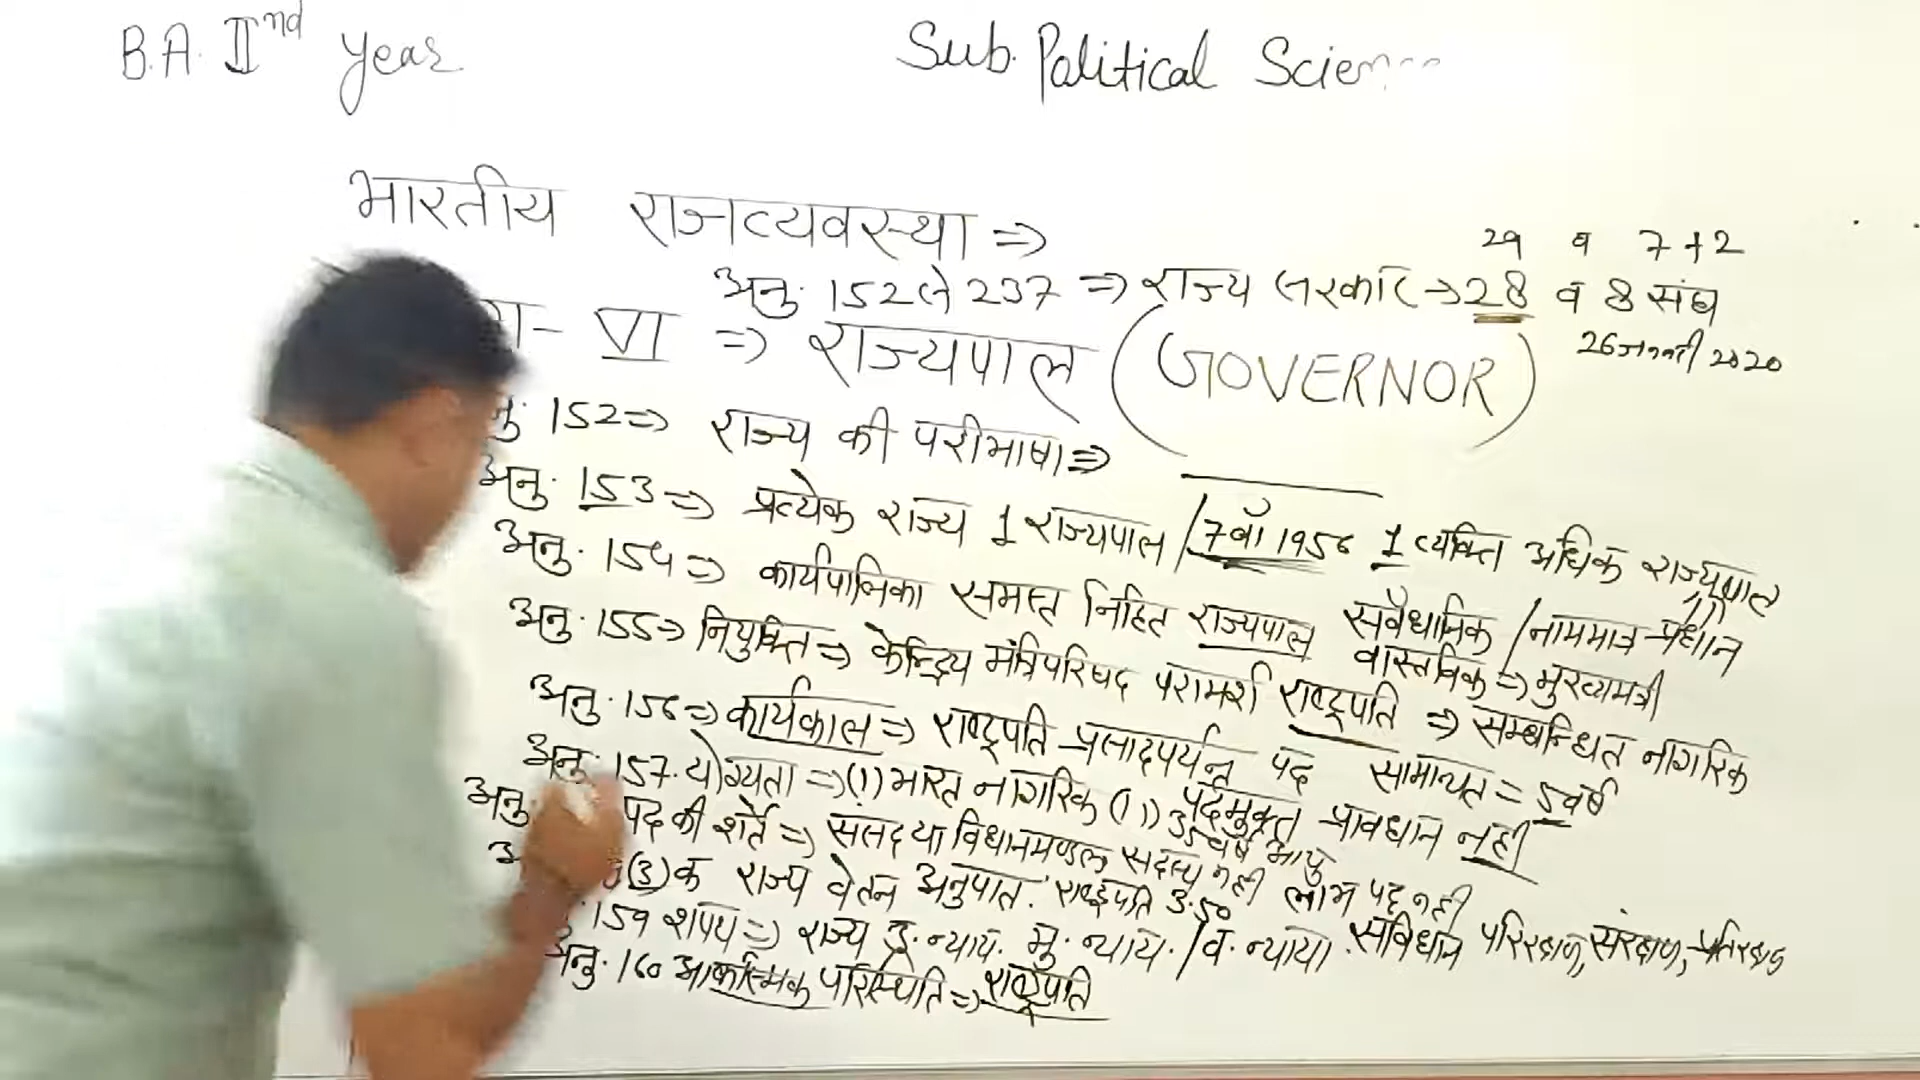 B.A. IInd year
Sub. Political Scien
भारतीय राजव्यवस्था ⇒
29 व 7+2
अनु. 152 से 237 ⇒ राज्य सरकार → 28 व 8 संघ
26 जनवरी 2020
VI ⇒ राज्यपाल (GOVERNOR)
152 ⇒ राज्य की परीभाषा ⇒
अनु. 153 ⇒ प्रत्येक राज्य 1 राज्यपाल / 7वाँ 1956 1 व्यक्ति अधिक राज्यपाल
अनु. 154 ⇒ कार्यपालिका समस्त निहित राज्यपाल सवैधानिक / नाममात्र प्रधान
वास्तविक ⇒ मुख्यमंत्री
अनु. 155 ⇒ नियुक्ति ⇒ केन्द्रिय मंत्रिपरिषद परामर्श राष्ट्रपति ⇒ सम्बन्धित नागरिक
अनु. 156 ⇒ कार्यकाल ⇒ राष्ट्रपति प्रसादपर्यन्त पद सामान्यत = 5 वर्ष
पदमुक्त प्रावधान नही
अनु. 157. योग्यता ⇒ (1) भारत नागरिक (11) 35 वर्ष आयु
अनु पद की शर्ते ⇒ संसद या विधानमण्डल सदस्य नही लाभ पद नही
(3) क राज्य वेतन अनुपात. राष्ट्रपति 3.50
159 शपथ ⇒ राज्य उ. न्याय. मु. न्याय. / व. न्याया. संविधान परिरक्षण, संरक्षण, प्रतिरक्षण
अनु. 160 आकस्मिक परिस्थिति ⇒ राष्ट्रपति